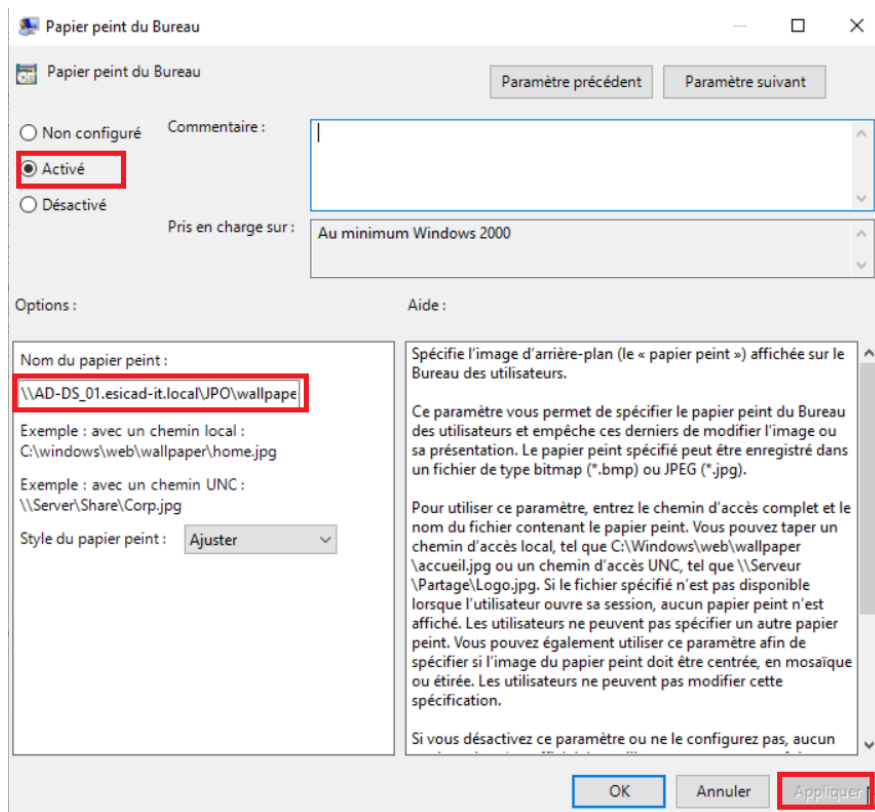 Papier peint du Bureau
Papier peint du Bureau
Paramètre précédent
Paramètre suivant
Non configuré
Commentaire :
Activé
Désactivé
Pris en charge sur :
Au minimum Windows 2000
Options :
Aide :
Nom du papier peint :
\\AD-DS_01.esicad-it.local\JPO\wallpape
Exemple : avec un chemin local :
C:\windows\web\wallpaper\home.jpg
Exemple : avec un chemin UNC :
\\Server\Share\Corp.jpg
Style du papier peint :
Ajuster
Spécifie l’image d’arrière-plan (le « papier peint ») affichée sur le
Bureau des utilisateurs.
Ce paramètre vous permet de spécifier le papier peint du Bureau
des utilisateurs et empêche ces derniers de modifier l’image ou
sa présentation. Le papier peint spécifié peut être enregistré dans
un fichier de type bitmap (*.bmp) ou JPEG (*.jpg).
Pour utiliser ce paramètre, entrez le chemin d’accès complet et le
nom du fichier contenant le papier peint. Vous pouvez taper un
chemin d’accès local, tel que C:\Windows\web\wallpaper
\accueil.jpg ou un chemin d’accès UNC, tel que \\Serveur
\Partage\Logo.jpg. Si le fichier spécifié n’est pas disponible
lorsque l’utilisateur ouvre sa session, aucun papier peint n’est
affiché. Les utilisateurs ne peuvent pas spécifier un autre papier
peint. Vous pouvez également utiliser ce paramètre afin de
spécifier si l’image du papier peint doit être centrée, en mosaïque
ou étirée. Les utilisateurs ne peuvent pas modifier cette
spécification.
Si vous désactivez ce paramètre ou ne le configurez pas, aucun
OK
Annuler
Appliquer